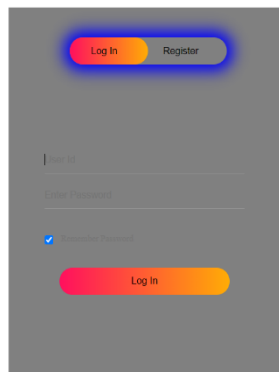 Log In Register
User Id
Enter Password
Remember Password
Log In